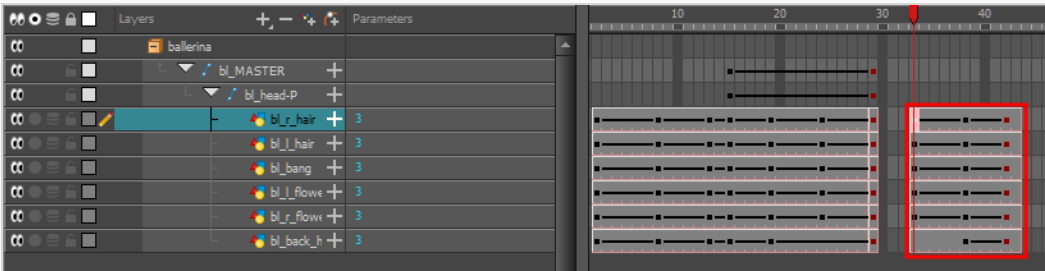 Layers Parameters 10 20 30 40
ballerina
bl_MASTER
bl_head-P
bl_r_hair 3
bl_l_hair 3
bl_bang 3
bl_l_flowe 3
bl_r_flowe 3
bl_back_h 3